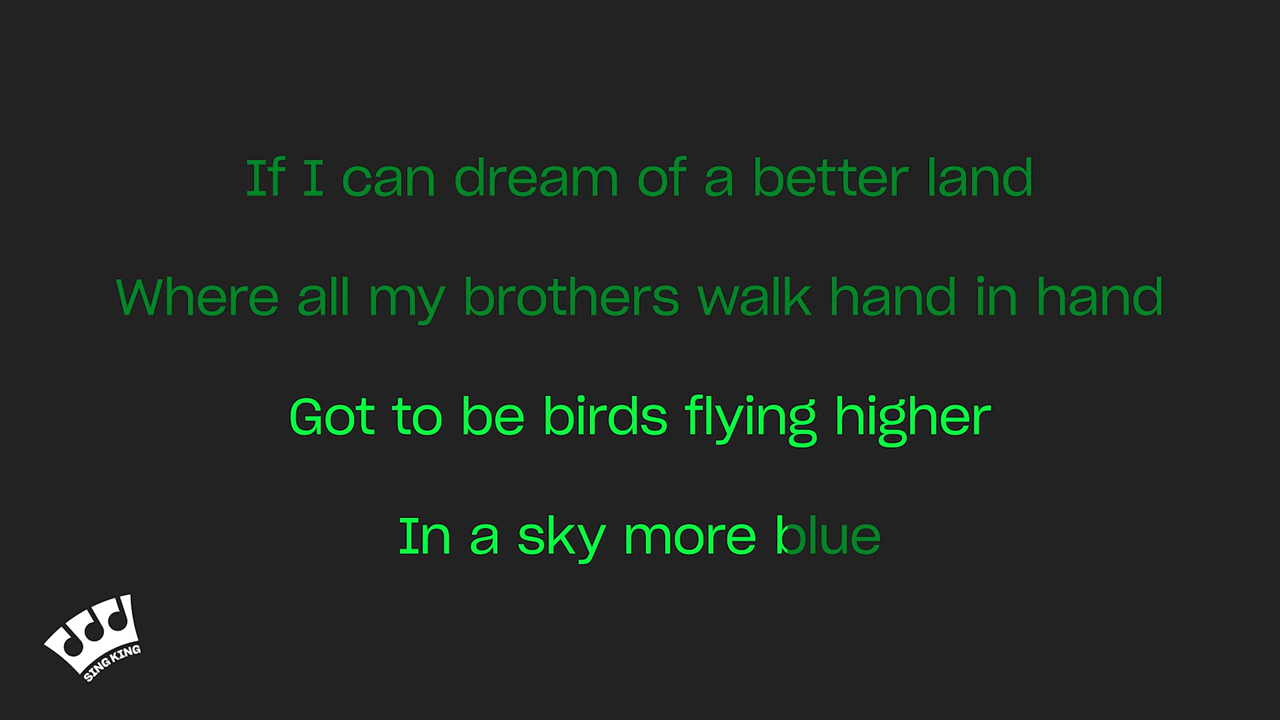 If I can dream of a better land
Where all my brothers walk hand in hand
Got to be birds flying higher
In a sky more blue
SING KING